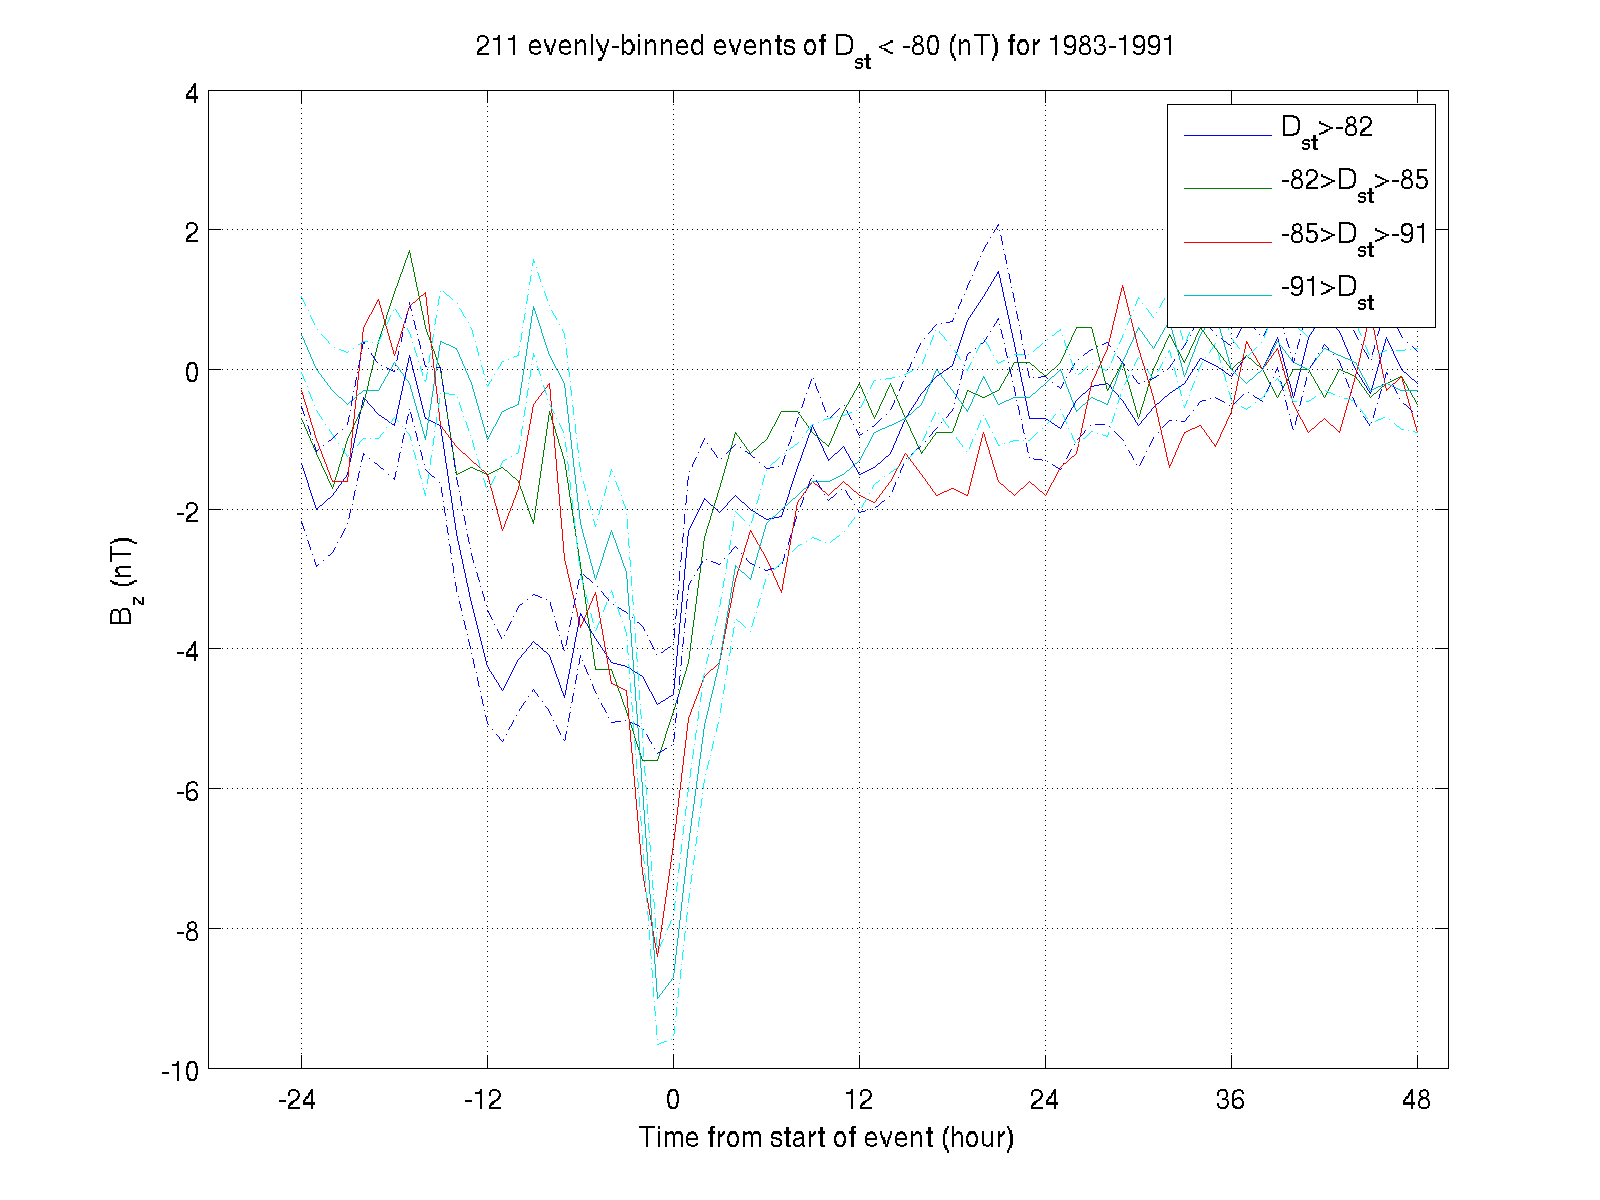 211 evenly-binned events of D_st < -80 (nT) for 1983-1991
4
2
0
-2
-4
-6
-8
-10
B_z (nT)
D_st>-82
-82>D_st>-85
-85>D_st>-91
-91>D_st
-24 -12 0 12 24 36 48
Time from start of event (hour)